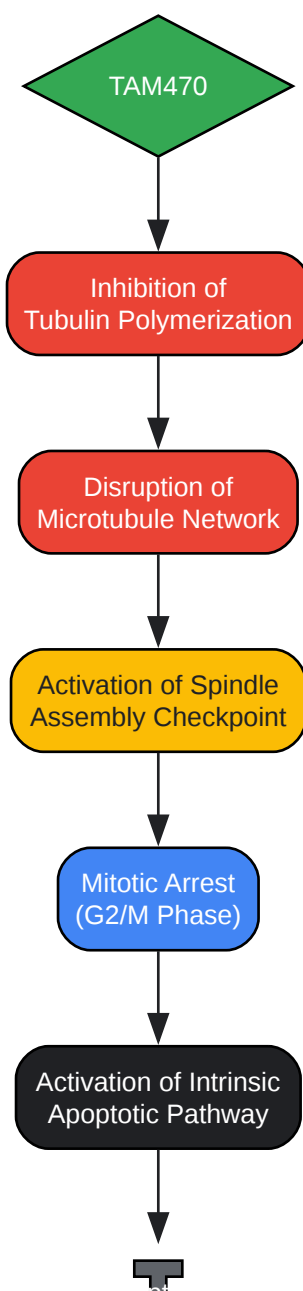 TAM470
Inhibition of
Tubulin Polymerization
Disruption of
Microtubule Network
Activation of Spindle
Assembly Checkpoint
Mitotic Arrest
(G2/M Phase)
Activation of Intrinsic
Apoptotic Pathway